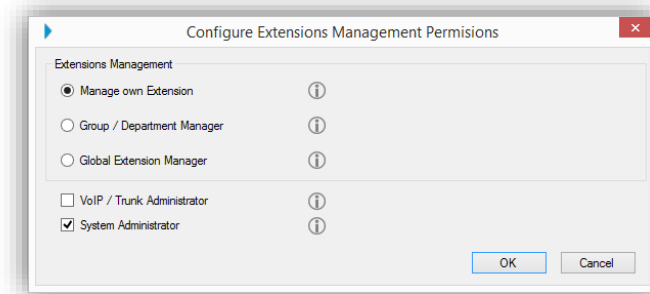 Configure Extensions Management Permisions
Extensions Management
Manage own Extension
Group / Department Manager
Global Extension Manager
VoIP / Trunk Administrator
System Administrator
OK Cancel